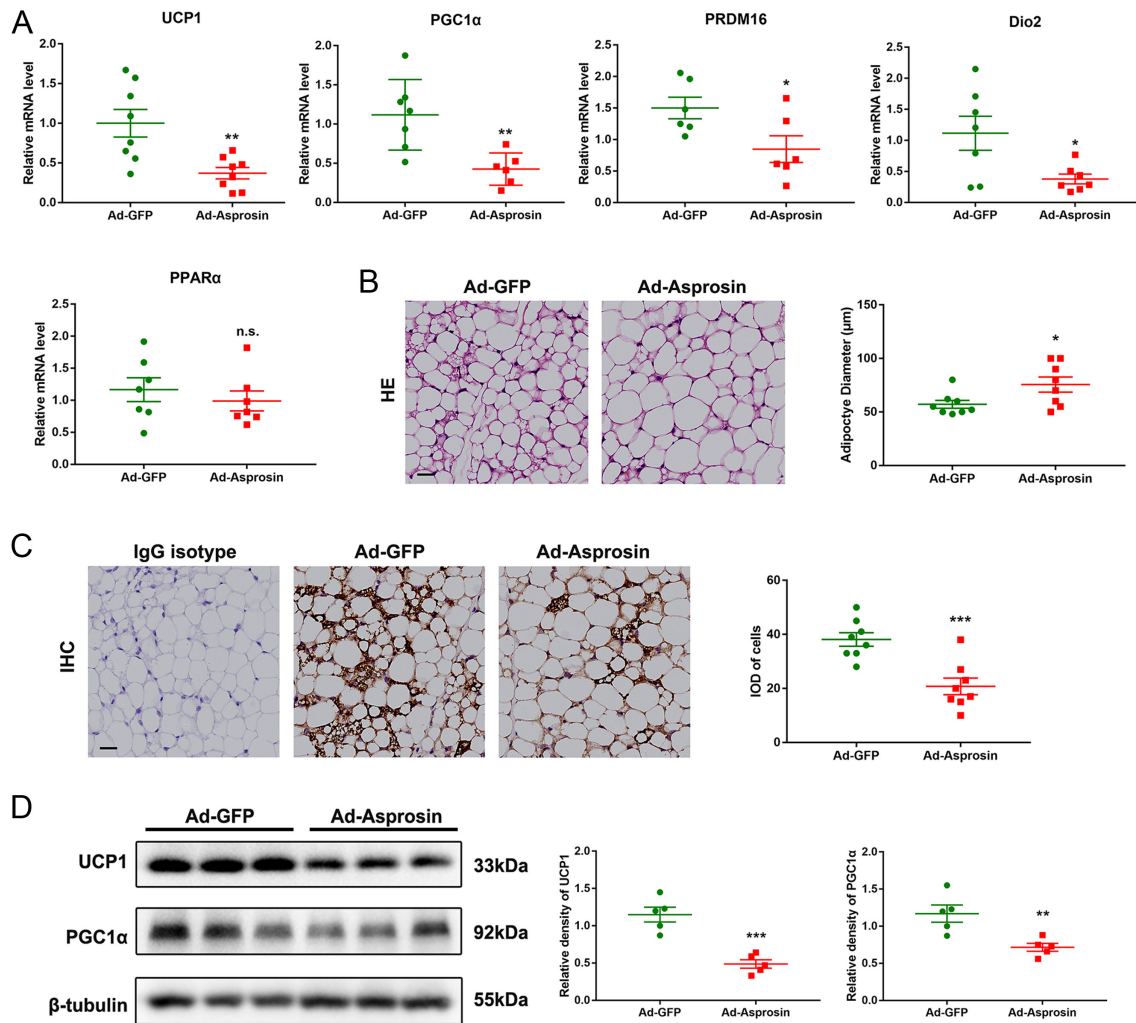 A
UCP1
Relative mRNA level
2.0
1.5
1.0
0.5
0.0
**
Ad-GFP
Ad-Asprosin
PGC1α
Relative mRNA level
2.0
1.5
1.0
0.5
0.0
**
Ad-GFP
Ad-Asprosin
PRDM16
Relative mRNA level
2.5
2.0
1.5
1.0
0.5
0.0
*
Ad-GFP
Ad-Asprosin
Dio2
Relative mRNA level
2.5
2.0
1.5
1.0
0.5
0.0
*
Ad-GFP
Ad-Asprosin
PPARα
Relative mRNA level
2.5
2.0
1.5
1.0
0.5
0.0
n.s.
Ad-GFP
Ad-Asprosin
B
Ad-GFP
Ad-Asprosin
HE
Adipoctye Diameter (μm)
150
100
50
0
*
Ad-GFP
Ad-Asprosin
C
IgG isotype
Ad-GFP
Ad-Asprosin
IHC
IOD of cells
60
40
20
0
***
Ad-GFP
Ad-Asprosin
D
Ad-GFP
Ad-Asprosin
UCP1
33kDa
PGC1α
92kDa
β-tubulin
55kDa
Relative density of UCP1
2.0
1.5
1.0
0.5
0.0
***
Ad-GFP
Ad-Asprosin
Relative density of PGC1α
2.0
1.5
1.0
0.5
0.0
**
Ad-GFP
Ad-Asprosin